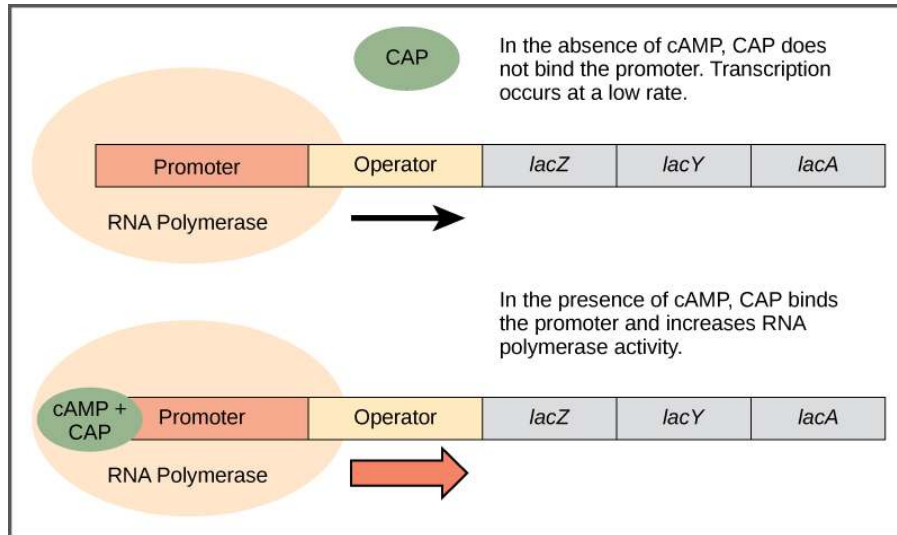 CAP
In the absence of cAMP, CAP does
not bind the promoter. Transcription
occurs at a low rate.
Promoter Operator lacZ lacY lacA
RNA Polymerase
In the presence of cAMP, CAP binds
the promoter and increases RNA
polymerase activity.
cAMP +
CAP
Promoter Operator lacZ lacY lacA
RNA Polymerase